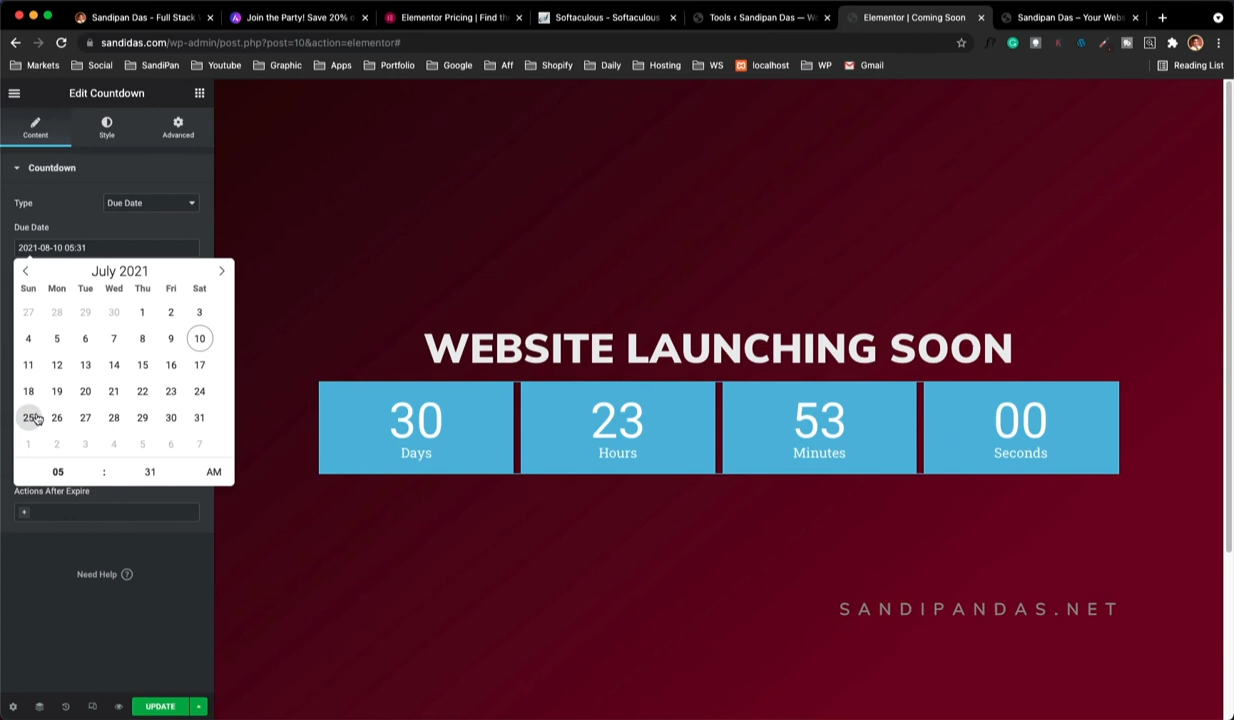 Sandipan Das - Full Stack
Join the Party! Save 20%
Elementor Pricing | Find th
Softaculous - Softaculous
Tools ‹ Sandipan Das — W
Elementor | Coming Soon
Sandipan Das – Your Webs
sandidas.com/wp-admin/post.php?post=10&action=elementor#
Markets Social SandiPan Youtube Graphic Apps Portfolio Google Aff Shopify Daily Hosting WS localhost WP Gmail Reading List
Edit Countdown
Content Style Advanced
Countdown
Type Due Date
Due Date
2021-08-10 05:31
July 2021
Sun Mon Tue Wed Thu Fri Sat
27 28 29 30 1 2 3
4 5 6 7 8 9 10
11 12 13 14 15 16 17
18 19 20 21 22 23 24
25 26 27 28 29 30 31
1 2 3 4 5 6 7
05 : 31 AM
Actions After Expire
+
Need Help ?
UPDATE
WEBSITE LAUNCHING SOON
30 23 53 00
Days Hours Minutes Seconds
SANDIPANDAS.NET